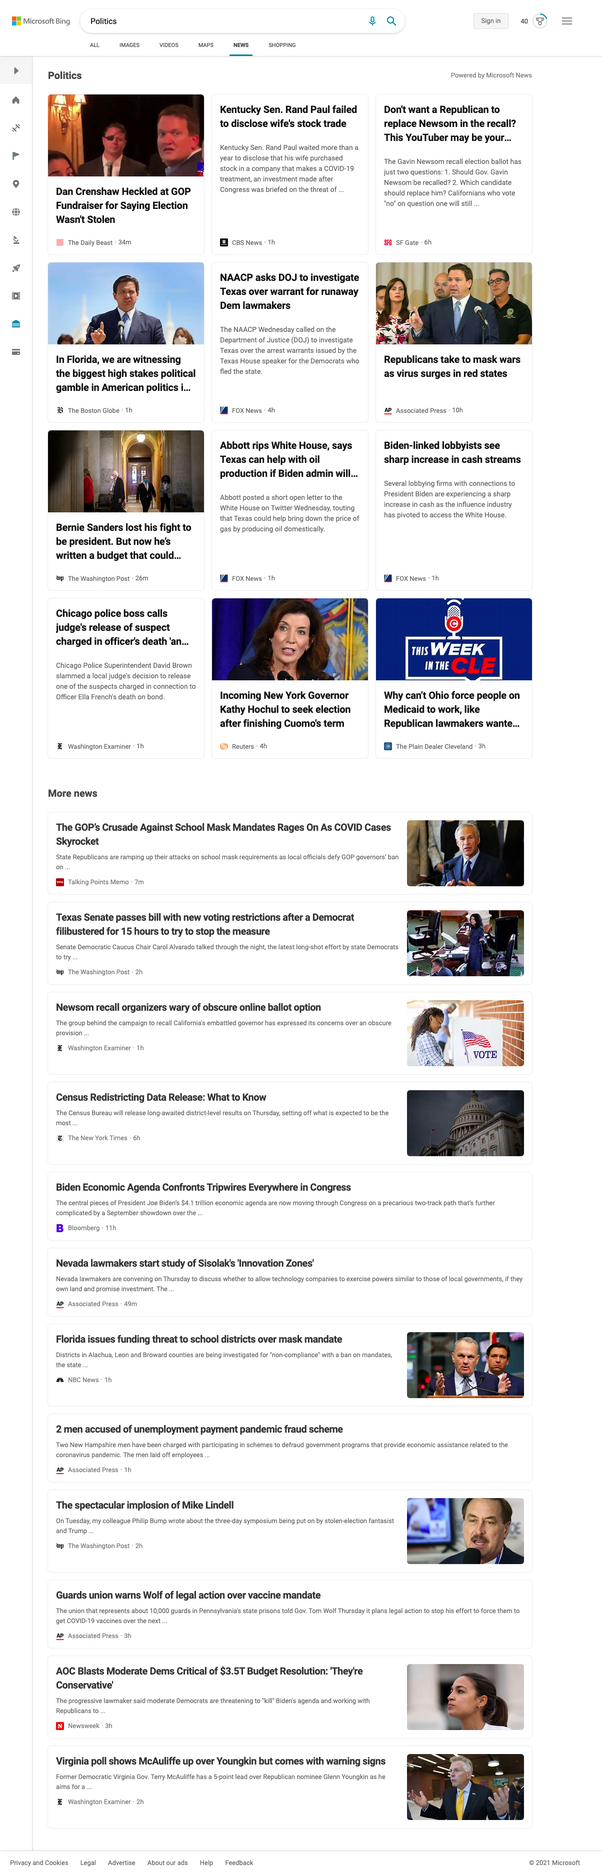 Microsoft Bing
Politics
Sign in
40
ALL IMAGES VIDEOS MAPS NEWS SHOPPING
Politics
Powered by Microsoft News
Dan Crenshaw Heckled at GOP
Fundraiser for Saying Election
Wasn't Stolen
The Daily Beast · 34m
Kentucky Sen. Rand Paul failed
to disclose wife's stock trade
Kentucky Sen. Rand Paul waited more than a
year to disclose that his wife purchased
stock in a company that makes a COVID-19
treatment, an investment made after
Congress was briefed on the threat of ...
CBS News · 1h
Don't want a Republican to
replace Newsom in the recall?
This YouTuber may be your...
The Gavin Newsom recall election ballot has
just two questions: 1. Should Gov. Gavin
Newsom be recalled? 2. Which candidate
should replace him? Californians who vote
"no" on question one will still ...
SF Gate · 6h
In Florida, we are witnessing
the biggest high stakes political
gamble in American politics i...
The Boston Globe · 1h
NAACP asks DOJ to investigate
Texas over warrant for runaway
Dem lawmakers
The NAACP Wednesday called on the
Department of Justice (DOJ) to investigate
Texas over the arrest warrants issued by the
Texas House speaker for the Democrats who
fled the state.
FOX News · 4h
Republicans take to mask wars
as virus surges in red states
AP Associated Press · 10h
Bernie Sanders lost his fight to
be president. But now he's
written a budget that could...
wp The Washington Post · 26m
Abbott rips White House, says
Texas can help with oil
production if Biden admin will...
Abbott posted a short open letter to the
White House on Twitter Wednesday, touting
that Texas could help bring down the price of
gas by producing oil domestically.
FOX News · 1h
Biden-linked lobbyists see
sharp increase in cash streams
Several lobbying firms with connections to
President Biden are experiencing a sharp
increase in cash as the influence industry
has pivoted to access the White House.
FOX News · 1h
Chicago police boss calls
judge's release of suspect
charged in officer's death 'an...
Chicago Police Superintendent David Brown
slammed a local judge's decision to release
one of the suspects charged in connection to
Officer Ella French's death on bond.
Washington Examiner · 1h
Incoming New York Governor
Kathy Hochul to seek election
after finishing Cuomo's term
Reuters · 4h
THIS
WEEK
IN THE CLE
Why can't Ohio force people on
Medicaid to work, like
Republican lawmakers wante...
The Plain Dealer Cleveland · 3h
More news
The GOP's Crusade Against School Mask Mandates Rages On As COVID Cases
Skyrocket
State Republicans are ramping up their attacks on school mask requirements as local officials defy GOP governors' ban
on ...
Talking Points Memo · 7m
Texas Senate passes bill with new voting restrictions after a Democrat
filibustered for 15 hours to try to stop the measure
Senate Democratic Caucus Chair Carol Alvarado talked through the night, the latest long-shot effort by state Democrats
to try ...
wp The Washington Post · 2h
Newsom recall organizers wary of obscure online ballot option
The group behind the campaign to recall California's embattled governor has expressed its concerns over an obscure
provision ...
Washington Examiner · 1h
VOTE
Census Redistricting Data Release: What to Know
The Census Bureau will release long-awaited district-level results on Thursday, setting off what is expected to be the
most ...
The New York Times · 6h
Biden Economic Agenda Confronts Tripwires Everywhere in Congress
The central pieces of President Joe Biden's $4.1 trillion economic agenda are now moving through Congress on a precarious two-track path that's further
complicated by a September showdown over the ...
B Bloomberg · 11h
Nevada lawmakers start study of Sisolak's 'Innovation Zones'
Nevada lawmakers are convening on Thursday to discuss whether to allow technology companies to exercise powers similar to those of local governments, if they
own land and promise investment. The ...
AP Associated Press · 49m
Florida issues funding threat to school districts over mask mandate
Districts in Alachua, Leon and Broward counties are being investigated for "non-compliance" with a ban on mandates,
the state ...
NBC News · 1h
2 men accused of unemployment payment pandemic fraud scheme
Two New Hampshire men have been charged with participating in schemes to defraud government programs that provide economic assistance related to the
coronavirus pandemic. The men laid off employees ...
AP Associated Press · 1h
The spectacular implosion of Mike Lindell
On Tuesday, my colleague Philip Bump wrote about the three-day symposium being put on by stolen-election fantasist
and Trump ...
wp The Washington Post · 2h
Guards union warns Wolf of legal action over vaccine mandate
The union that represents about 10,000 guards in Pennsylvania's state prisons told Gov. Tom Wolf Thursday it plans legal action to stop his effort to force them to
get COVID-19 vaccines over the next ...
AP Associated Press · 3h
AOC Blasts Moderate Dems Critical of $3.5T Budget Resolution: 'They're
Conservative'
The progressive lawmaker said moderate Democrats are threatening to "kill" Biden's agenda and working with
Republicans to ...
N Newsweek · 3h
Virginia poll shows McAuliffe up over Youngkin but comes with warning signs
Former Democratic Virginia Gov. Terry McAuliffe has a 5-point lead over Republican nominee Glenn Youngkin as he
aims for a ...
Washington Examiner · 2h
Privacy and Cookies Legal Advertise About our ads Help Feedback
© 2021 Microsoft